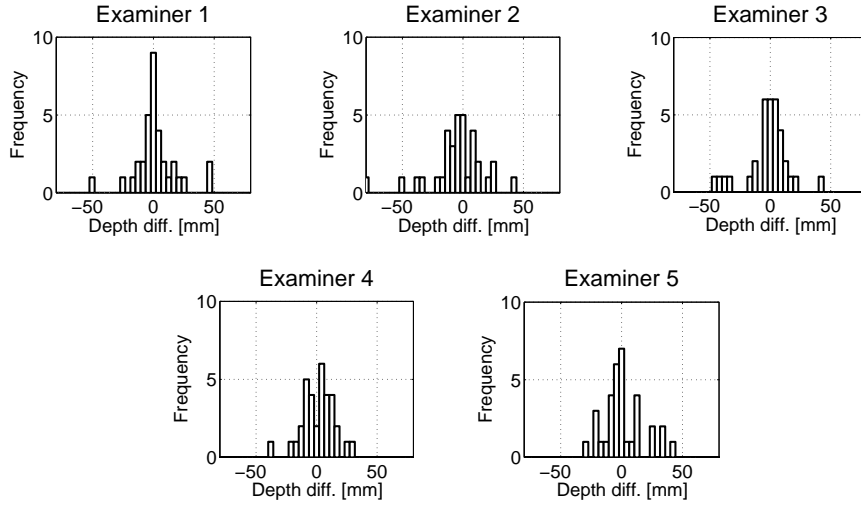 Examiner 1
Examiner 2
Examiner 3
10
5
0
Frequency
−50
0
50
Depth diff. [mm]
10
5
0
Frequency
−50
0
50
Depth diff. [mm]
10
5
0
Frequency
−50
0
50
Depth diff. [mm]
Examiner 4
Examiner 5
10
5
0
Frequency
−50
0
50
Depth diff. [mm]
10
5
0
Frequency
−50
0
50
Depth diff. [mm]